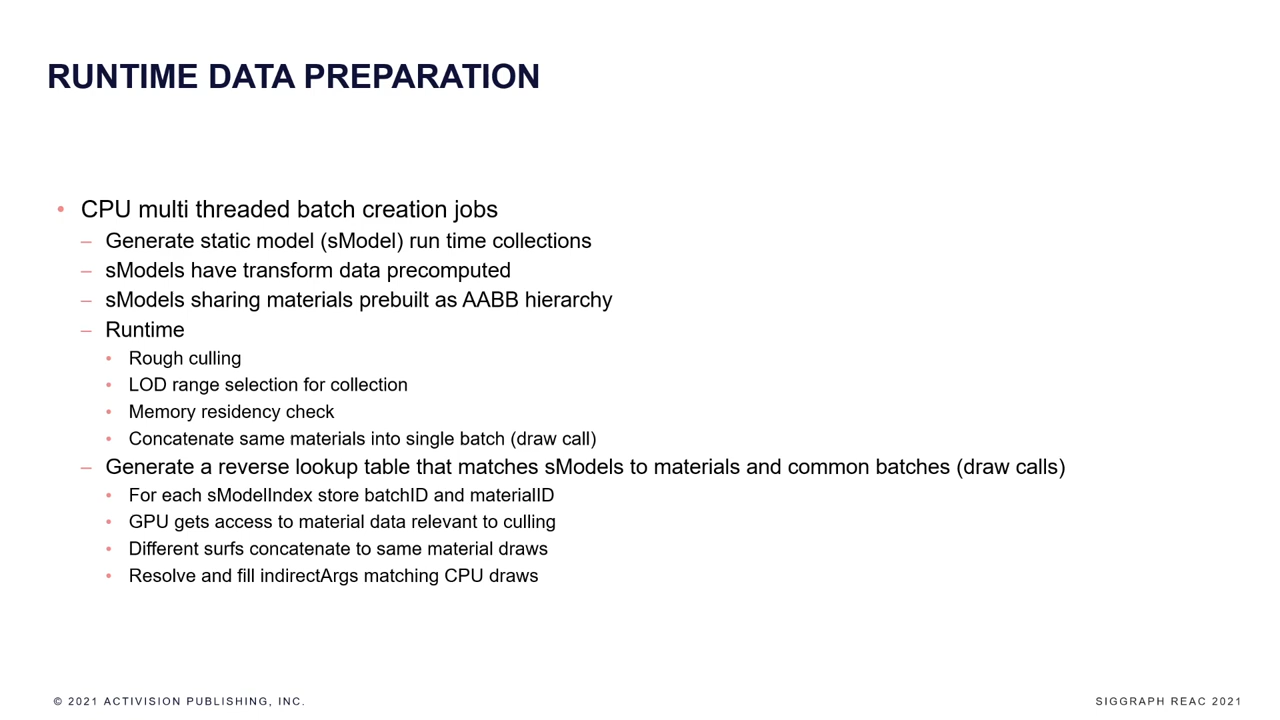 RUNTIME DATA PREPARATION
• CPU multi threaded batch creation jobs
– Generate static model (sModel) run time collections
– sModels have transform data precomputed
– sModels sharing materials prebuilt as AABB hierarchy
– Runtime
• Rough culling
• LOD range selection for collection
• Memory residency check
• Concatenate same materials into single batch (draw call)
– Generate a reverse lookup table that matches sModels to materials and common batches (draw calls)
• For each sModelIndex store batchID and materialID
• GPU gets access to material data relevant to culling
• Different surfs concatenate to same material draws
• Resolve and fill indirectArgs matching CPU draws
© 2021 ACTIVISION PUBLISHING, INC.
SIGGRAPH REAC 2021